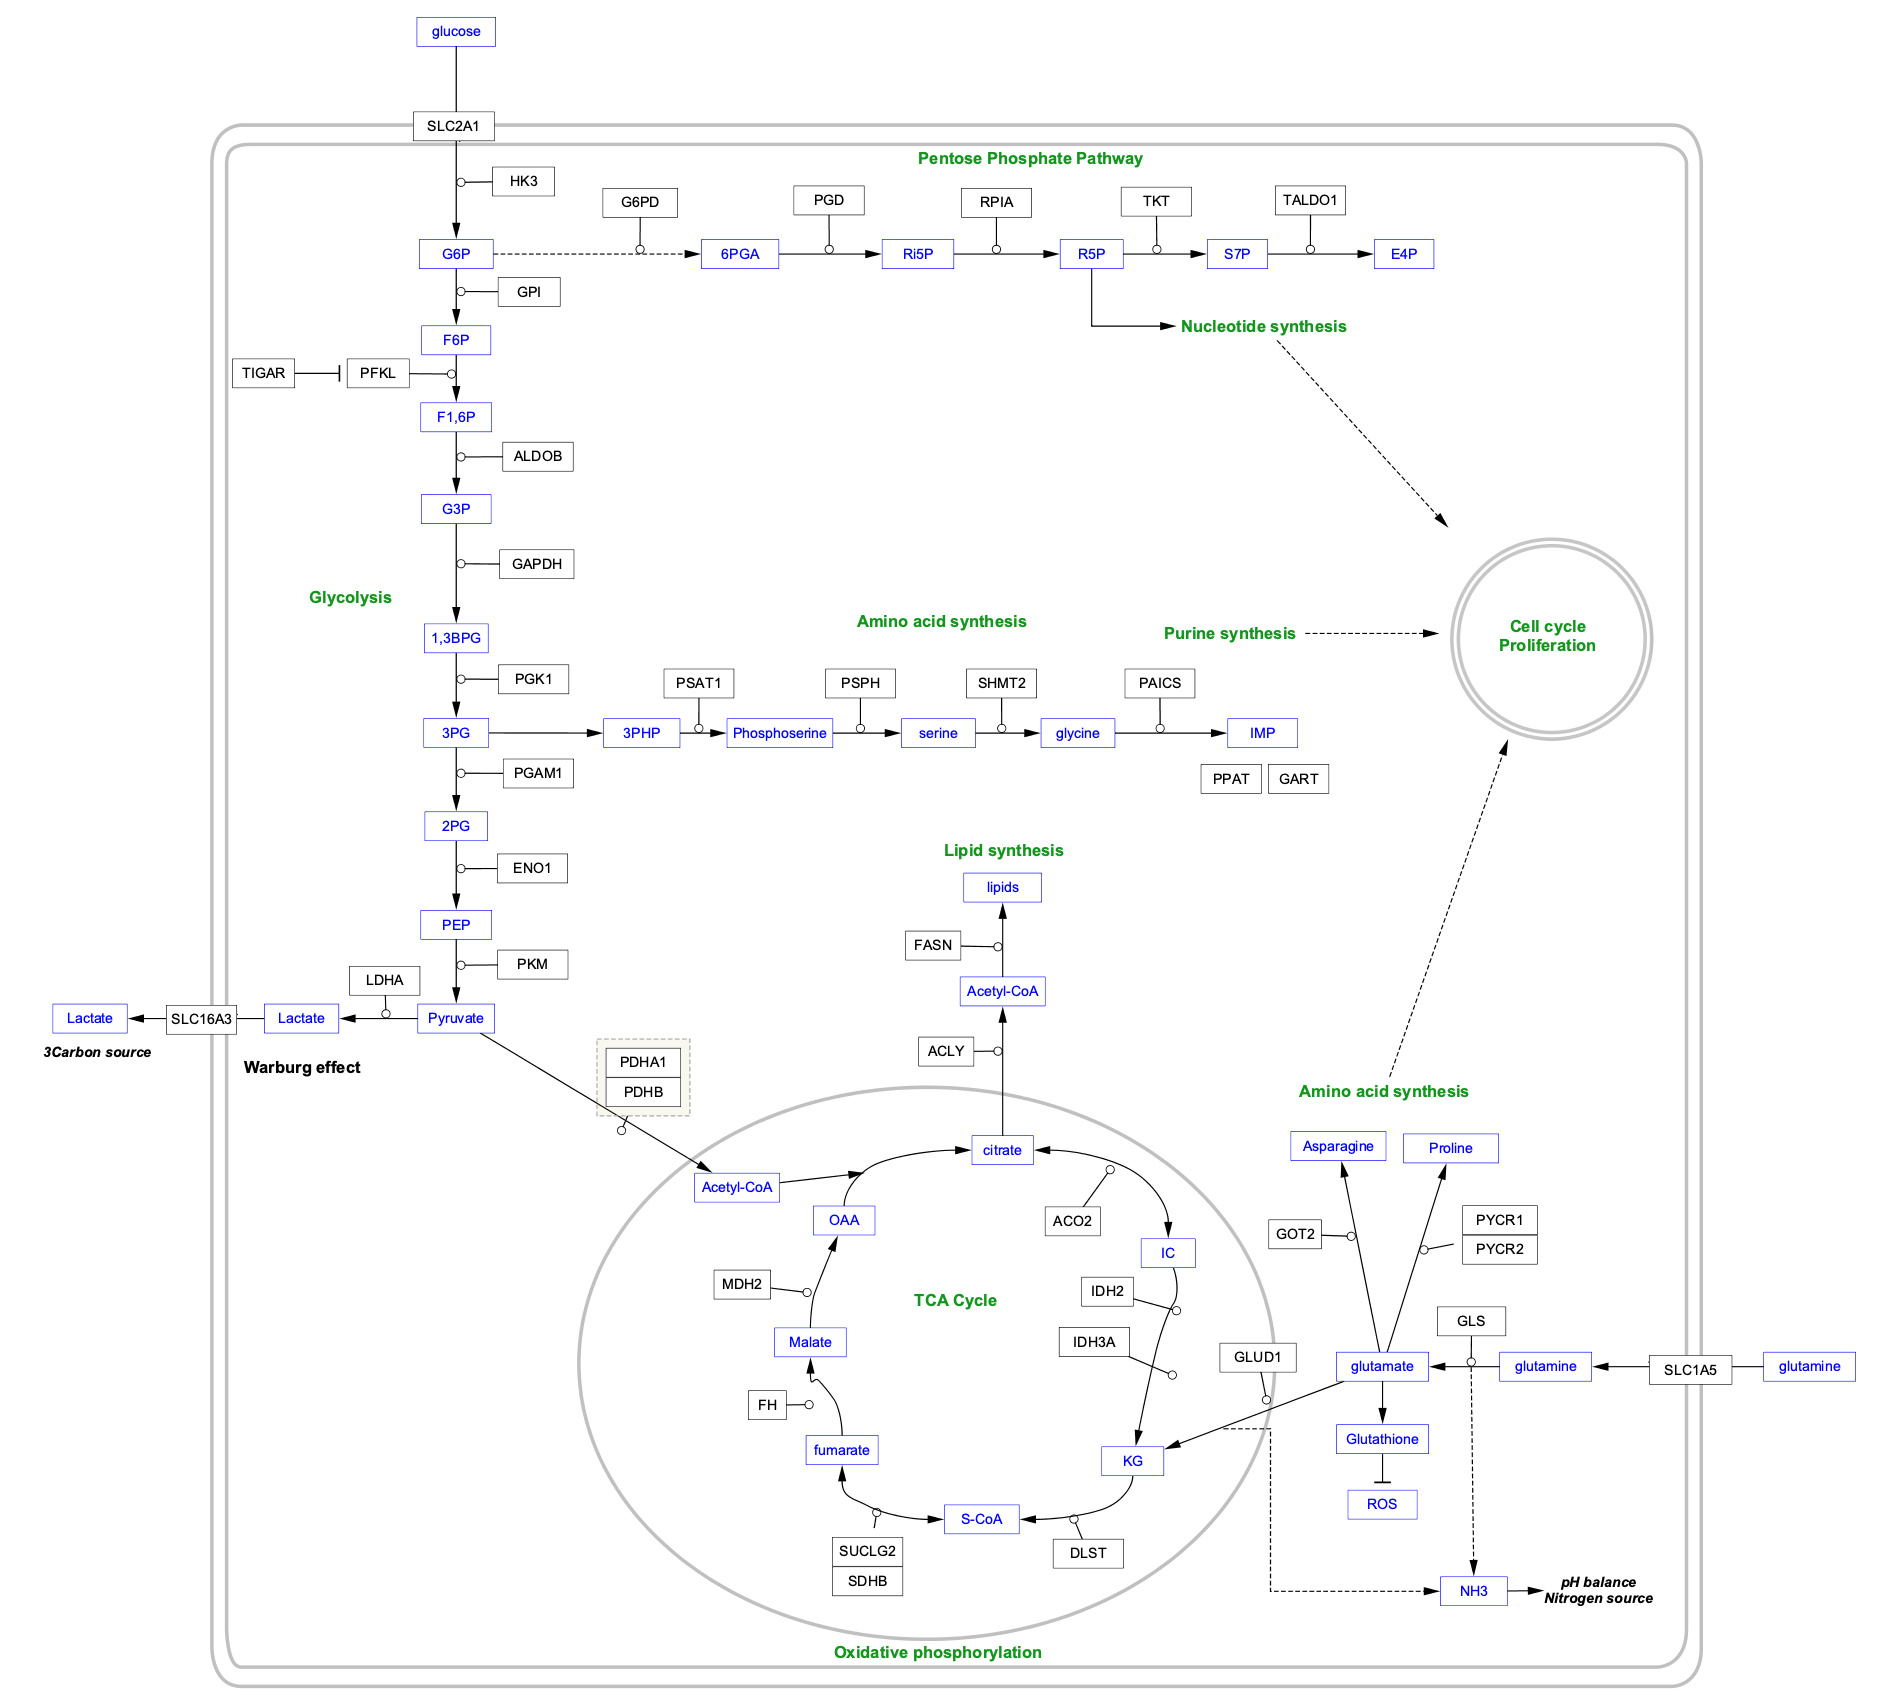 glucose
SLC2A1
Pentose Phosphate Pathway
HK3
G6PD
PGD
RPIA
TKT
TALDO1
G6P
6PGA
Ri5P
R5P
S7P
E4P
GPI
Nucleotide synthesis
F6P
TIGAR
PFKL
F1,6P
ALDOB
G3P
GAPDH
Glycolysis
Amino acid synthesis
Purine synthesis
Cell cycle
Proliferation
1,3BPG
PGK1
PSAT1
PSPH
SHMT2
PAICS
3PG
3PHP
Phosphoserine
serine
glycine
IMP
PGAM1
PPAT
GART
2PG
Lipid synthesis
ENO1
lipids
PEP
FASN
PKM
LDHA
Acetyl-CoA
Lactate
SLC16A3
Lactate
Pyruvate
3Carbon source
Warburg effect
ACLY
PDHA1
PDHB
Amino acid synthesis
citrate
Asparagine
Proline
Acetyl-CoA
OAA
ACO2
GOT2
PYCR1
PYCR2
IC
MDH2
IDH2
TCA Cycle
GLS
Malate
IDH3A
GLUD1
glutamate
glutamine
SLC1A5
glutamine
FH
fumarate
KG
Glutathione
S-CoA
ROS
SUCLG2
SDHB
DLST
NH3
pH balance
Nitrogen source
Oxidative phosphorylation